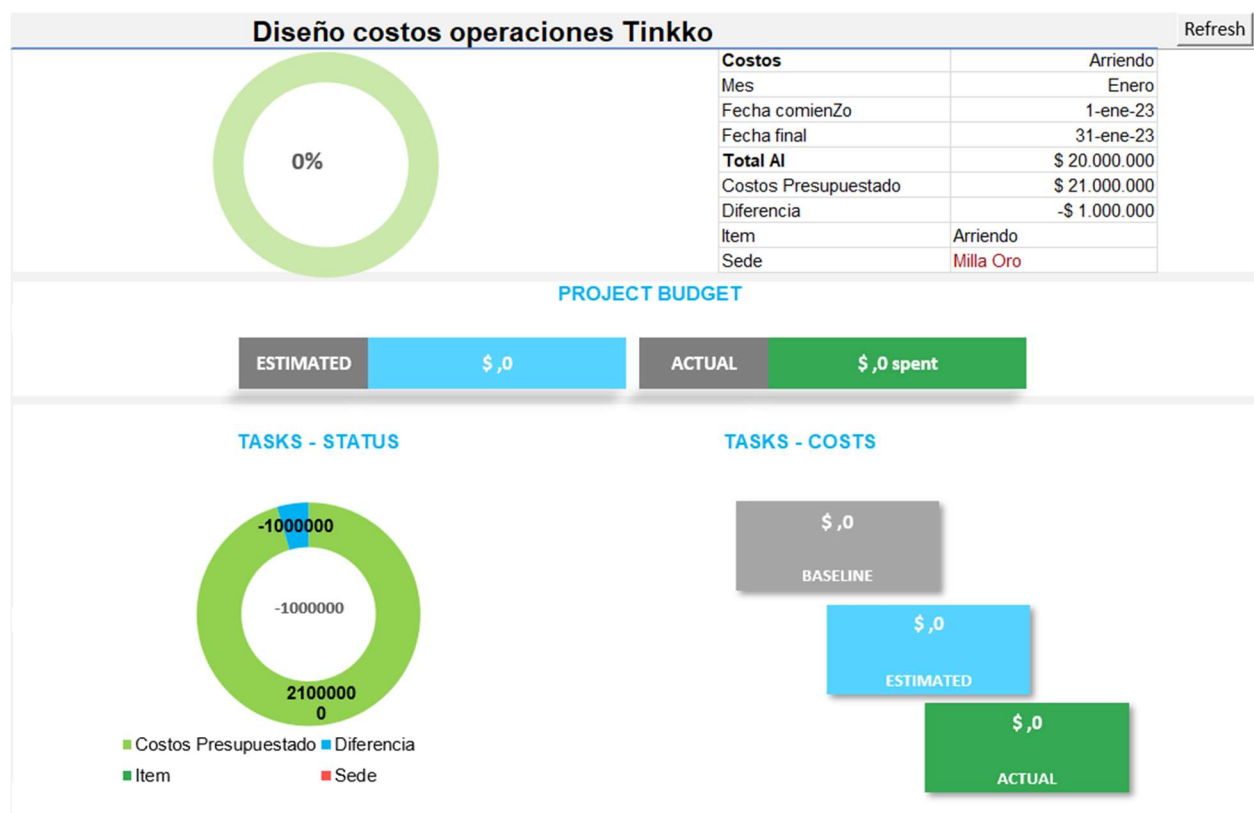 Diseño costos operaciones Tinkko
Refresh
Costos Arriendo
Mes Enero
Fecha comienZo 1-ene-23
Fecha final 31-ene-23
Total AI $ 20.000.000
Costos Presupuestado $ 21.000.000
Diferencia -$ 1.000.000
Item Arriendo
Sede Milla Oro
0%
PROJECT BUDGET
ESTIMATED $ ,0 ACTUAL $ ,0 spent
TASKS - STATUS
-1000000
-1000000
2100000
0
Costos Presupuestado Diferencia
Item Sede
TASKS - COSTS
$ ,0
BASELINE
$ ,0
ESTIMATED
$ ,0
ACTUAL